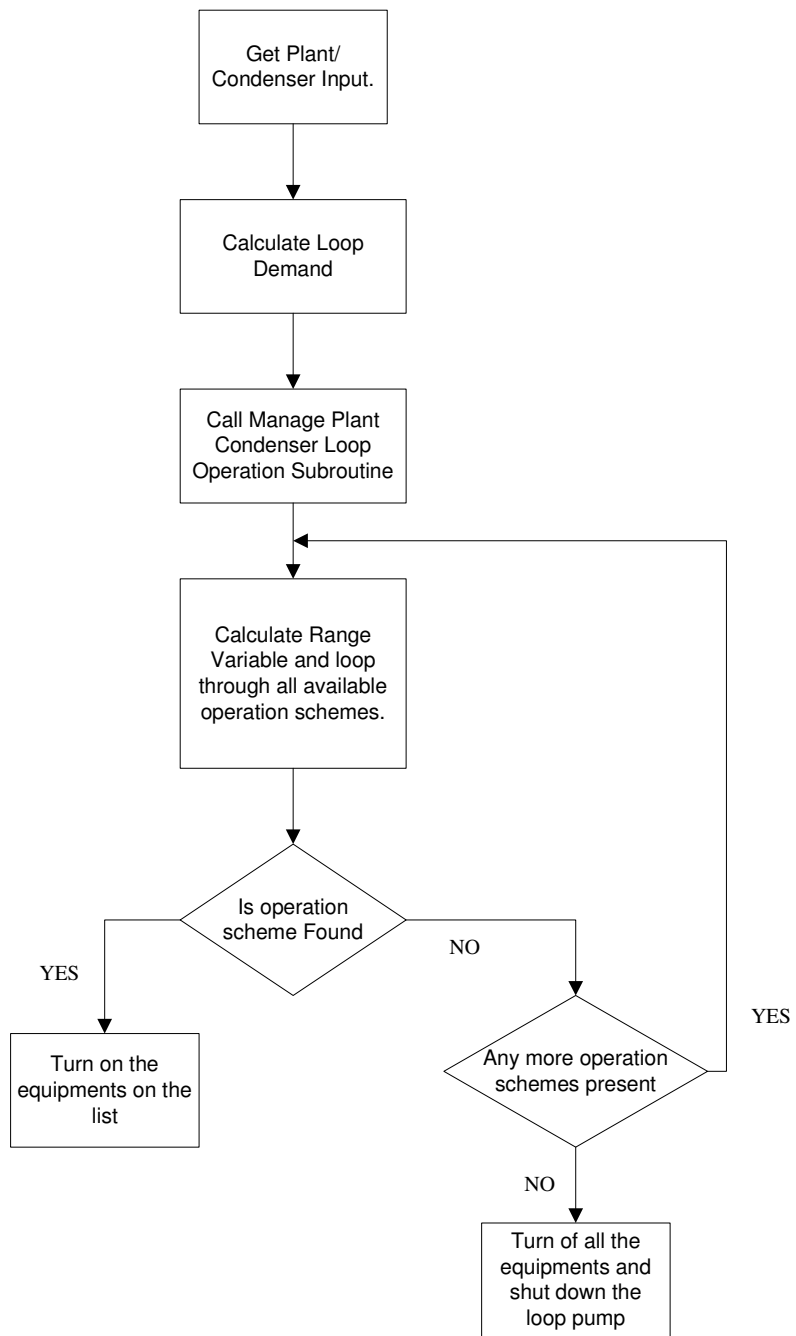 Get Plant/
Condenser Input.
Calculate Loop
Demand
Call Manage Plant
Condenser Loop
Operation Subroutine
Calculate Range
Variable and loop
through all available
operation schemes.
Is operation
scheme Found
YES
NO
Turn on the
equipments on the
list
Any more operation
schemes present
YES
NO
Turn of all the
equipments and
shut down the
loop pump